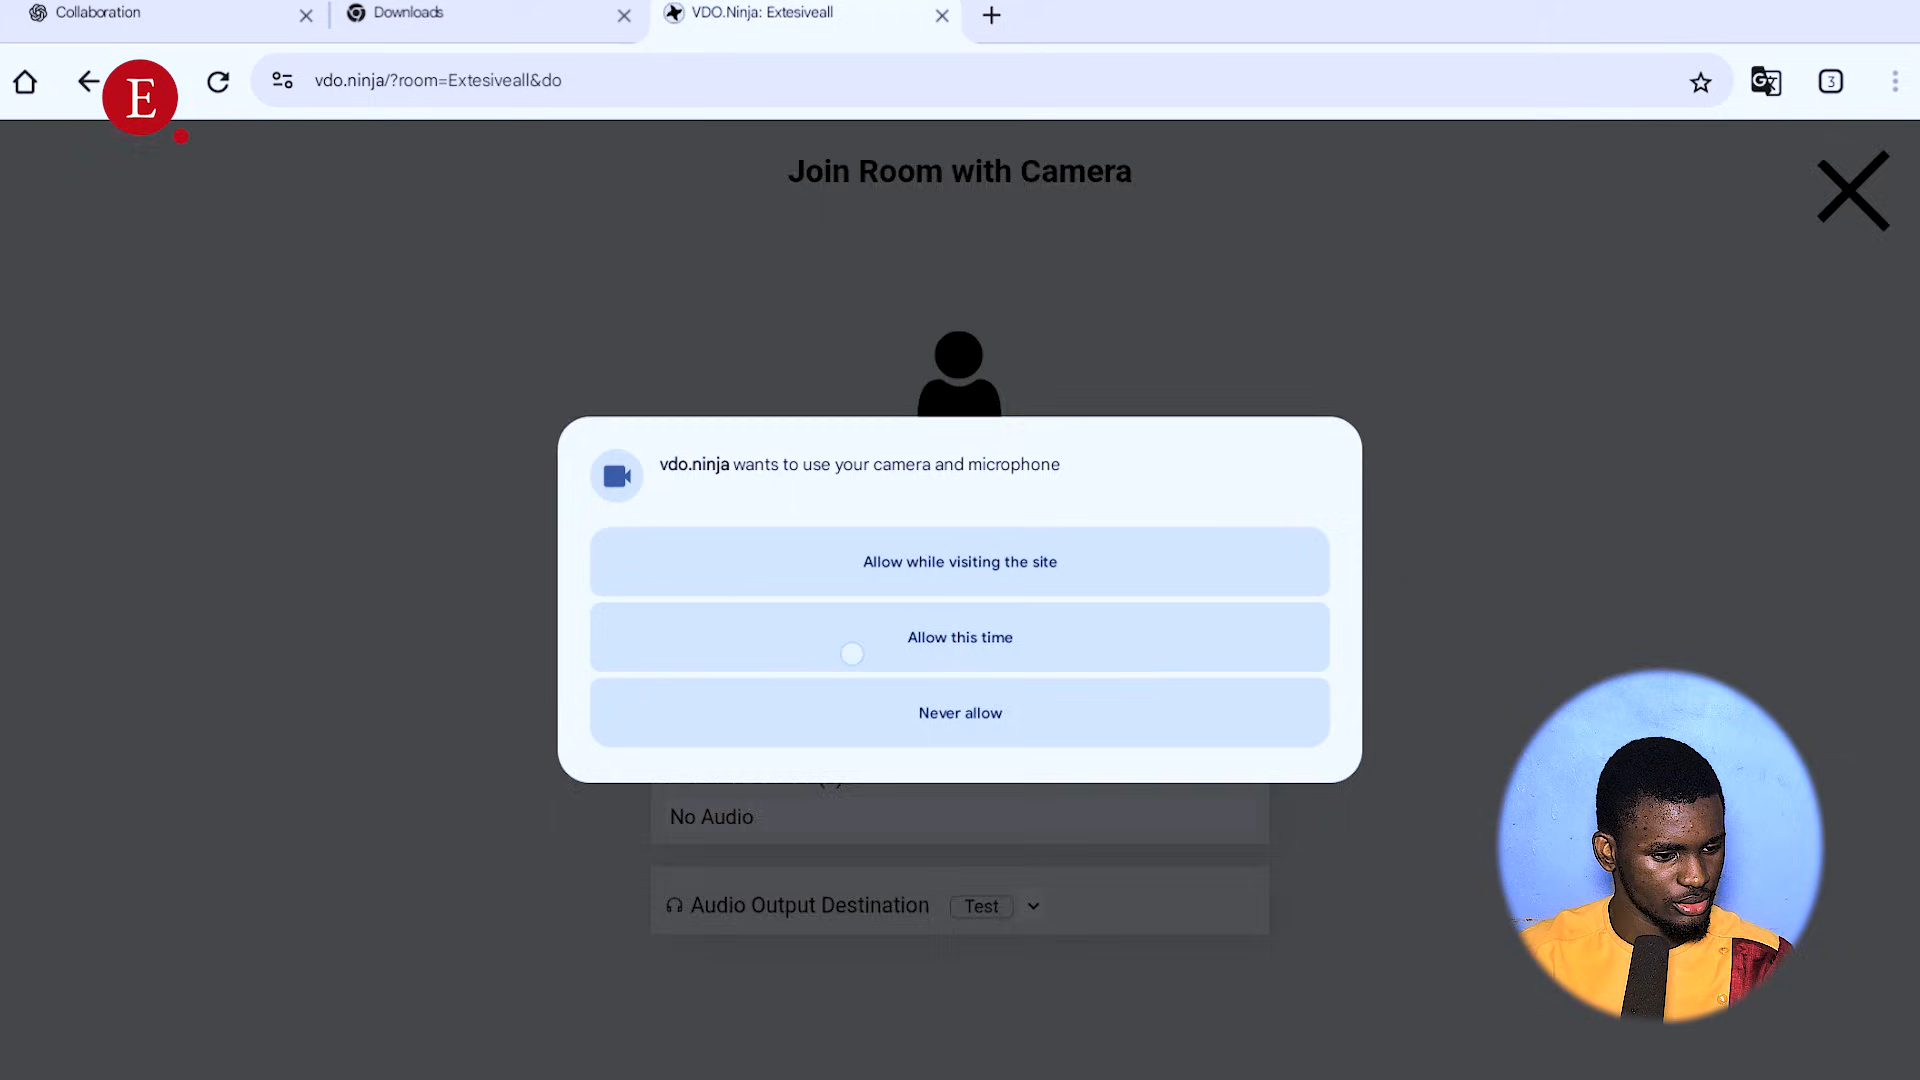 Collaboration
Downloads
VDO.Ninja: Extesiveall
E
vdo.ninja/?room=Extesiveall&do
3
Join Room with Camera
vdo.ninja wants to use your camera and microphone
Allow while visiting the site
Allow this time
Never allow
No Audio
Audio Output Destination
Test